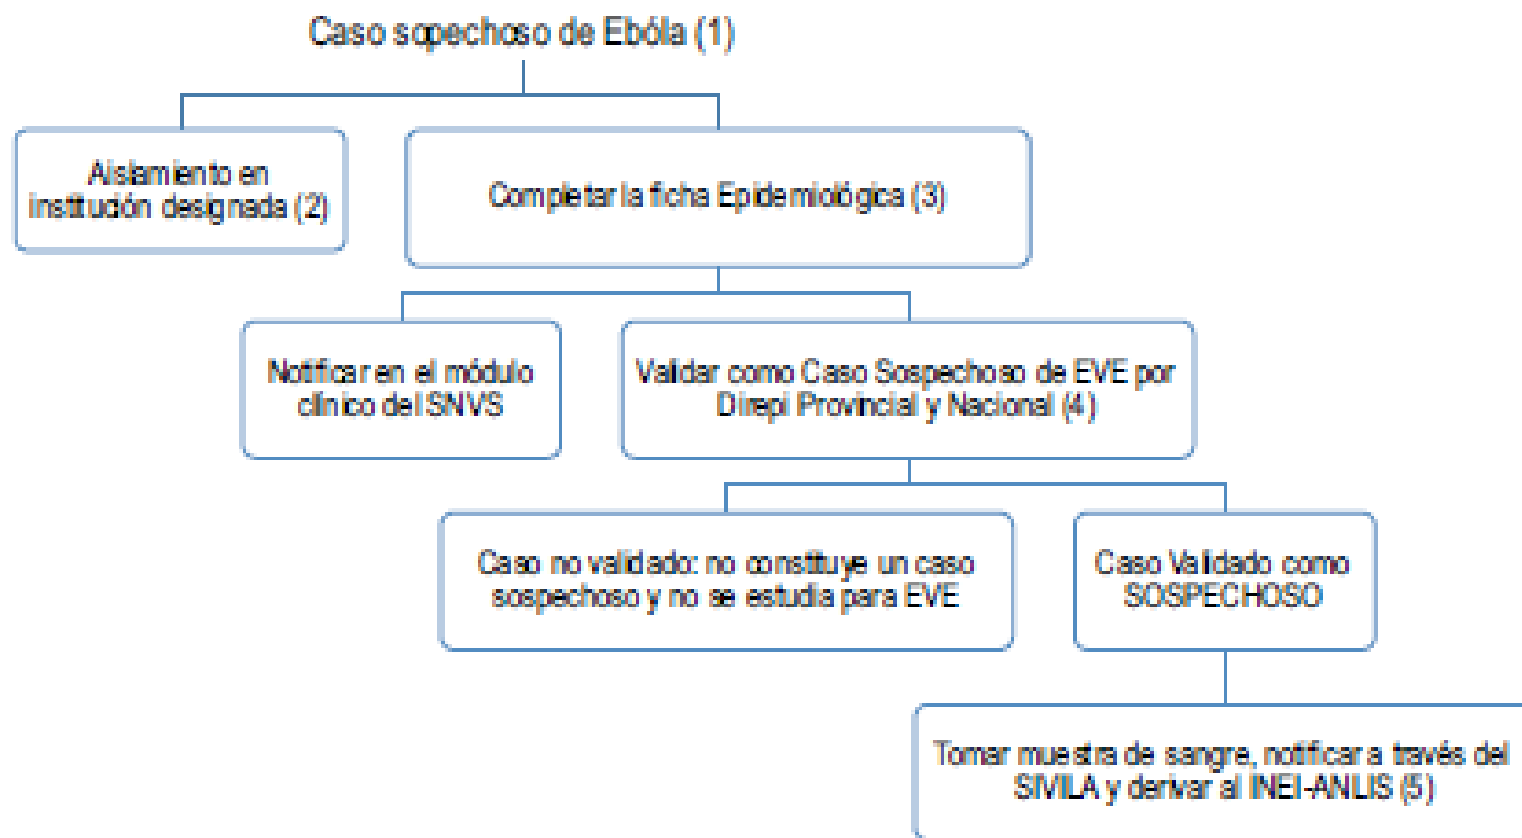 Caso sopechoso de Ebóla (1)
Aislamiento en
institución designada (2)
Completar la ficha Epidemiológica (3)
Notificar en el módulo
clínico del SNVS
Validar como Caso Sospechoso de EVE por
Direpi Provincial y Nacional (4)
Caso no validado: no constituye un caso
sospechoso y no se estudia para EVE
Caso Validado como
SOSPECHOSO
Tomar muestra de sangre, notificar a través del
SIVILA y derivar al INEI-ANLIS (5)